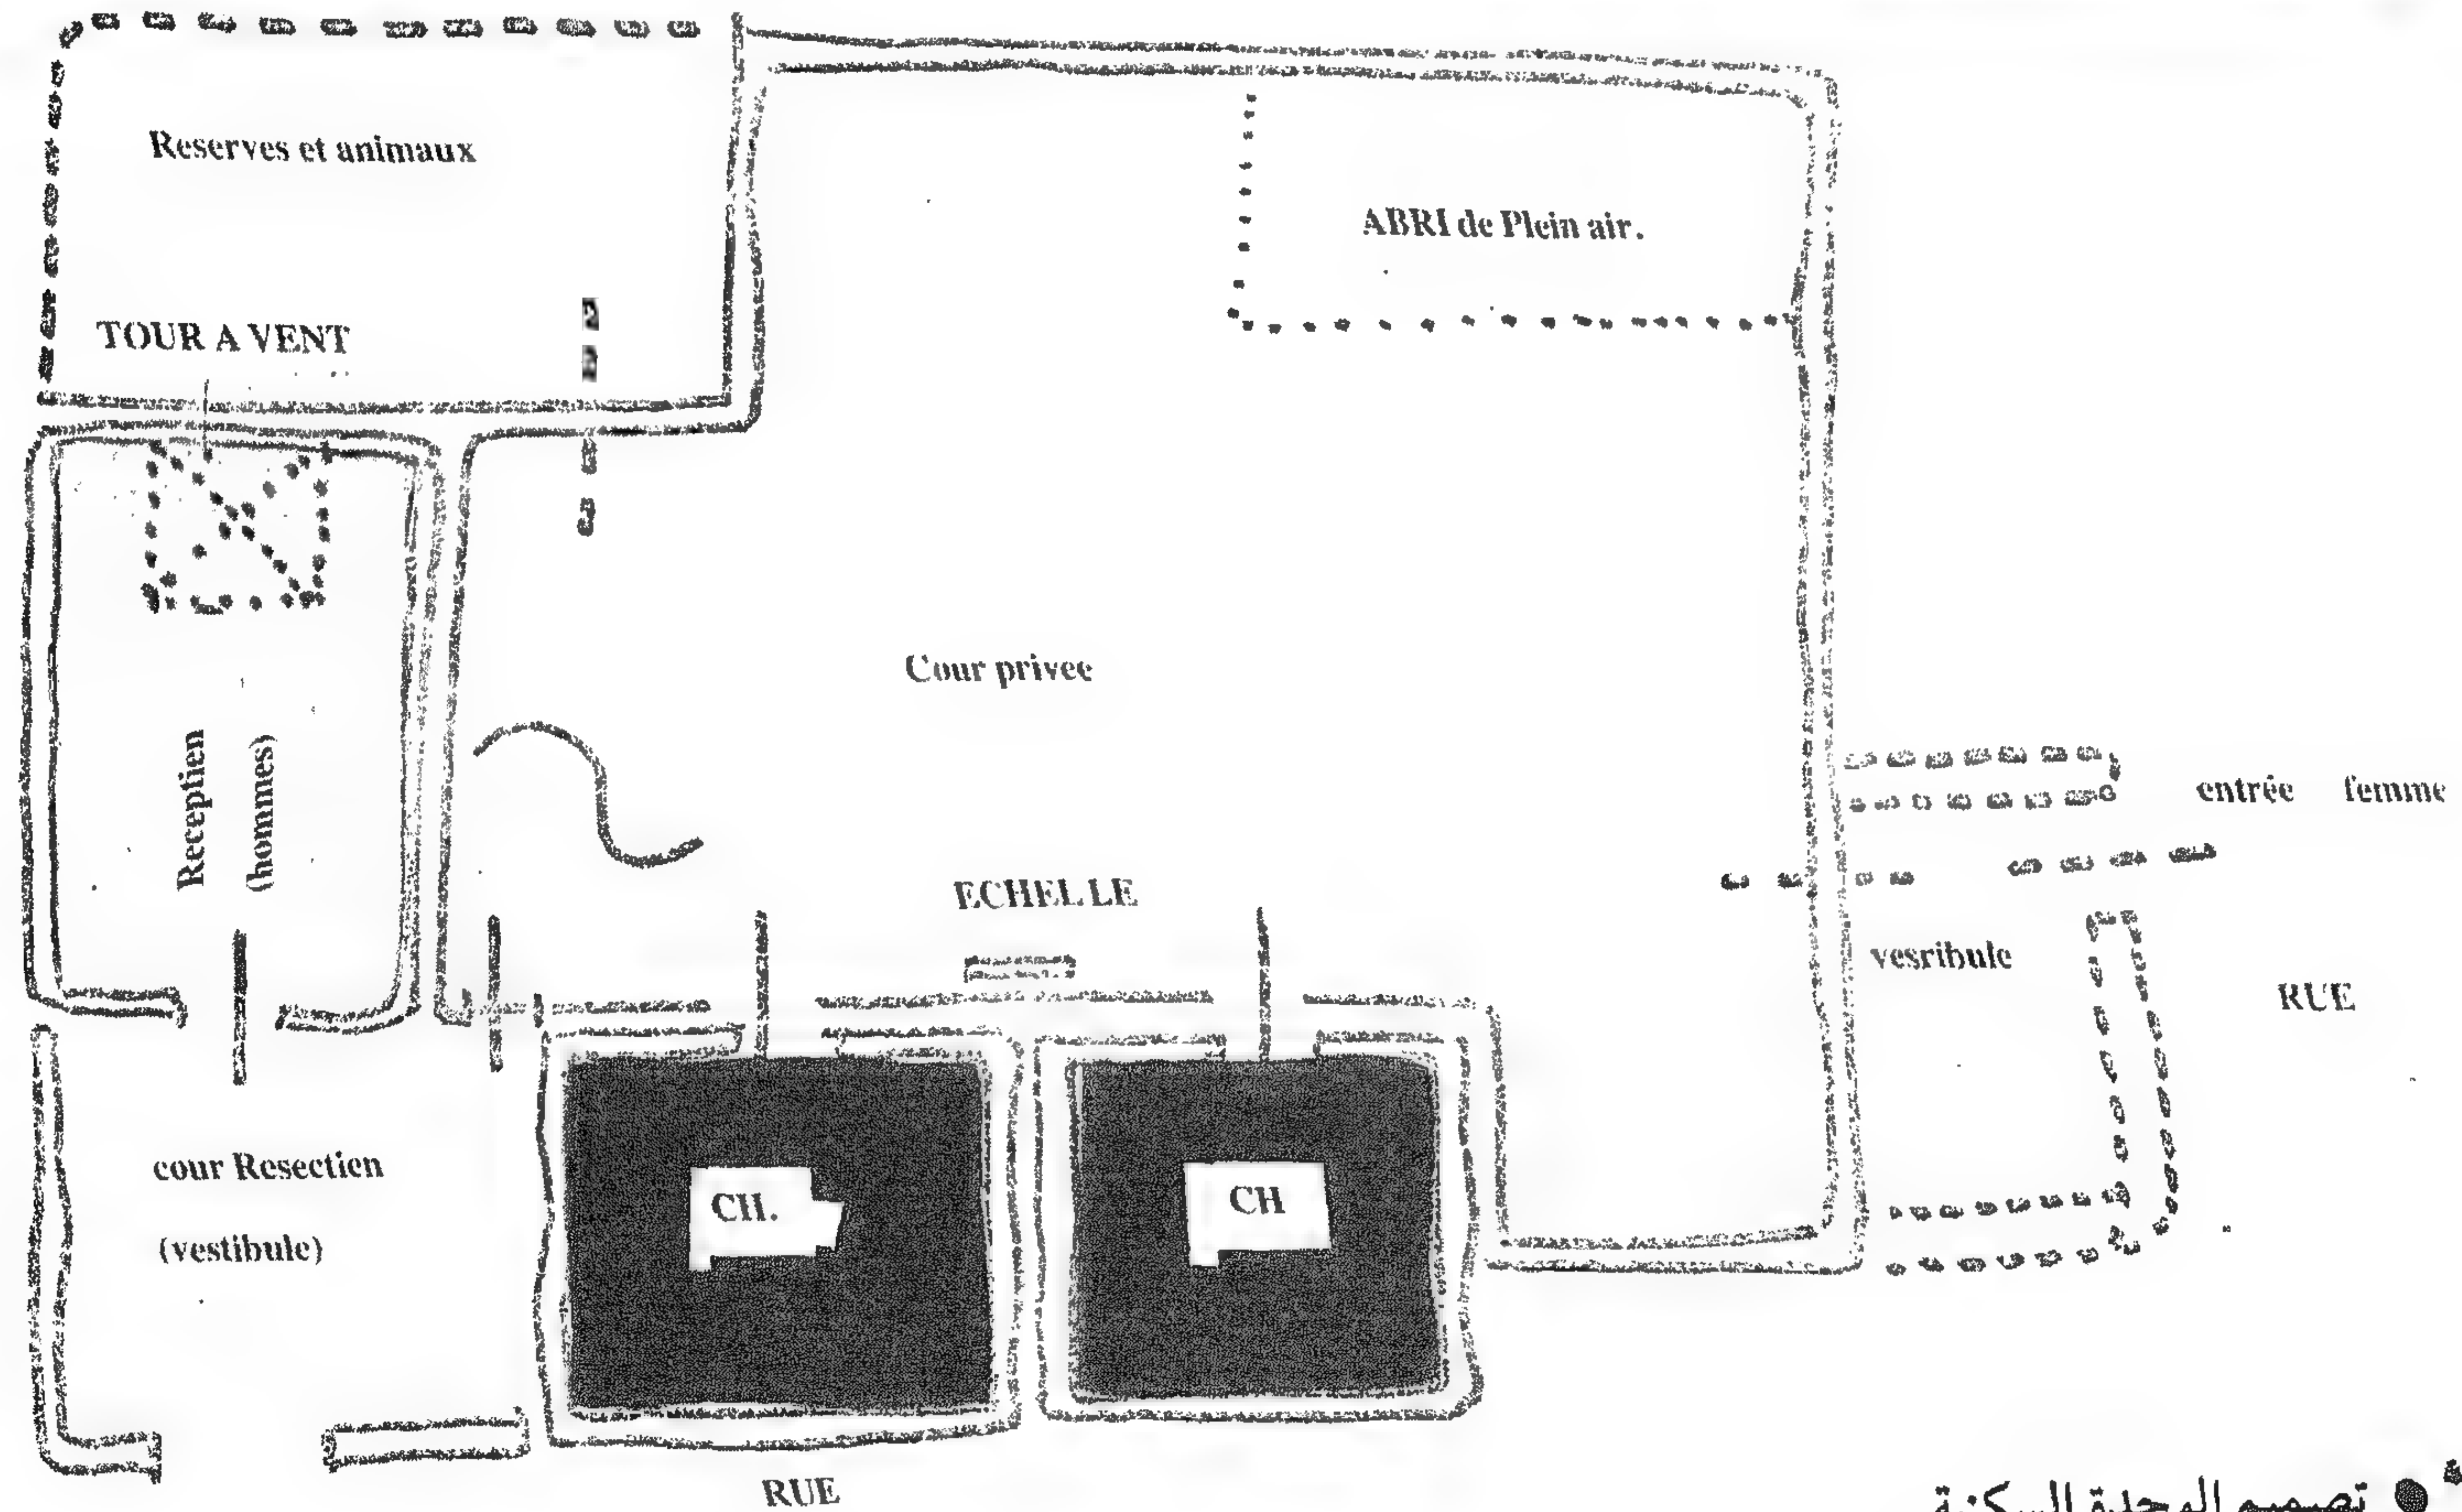 Reserves et animaux
ABRI de Plein air.
TOUR A VENT
Cour privee
Receptien
(hommes)
entrée femme
ECHELLE
vesribule
RUE
cour Resectien
(vestibule)
CH.
CH
RUE
تصميم الوحدة السكنية